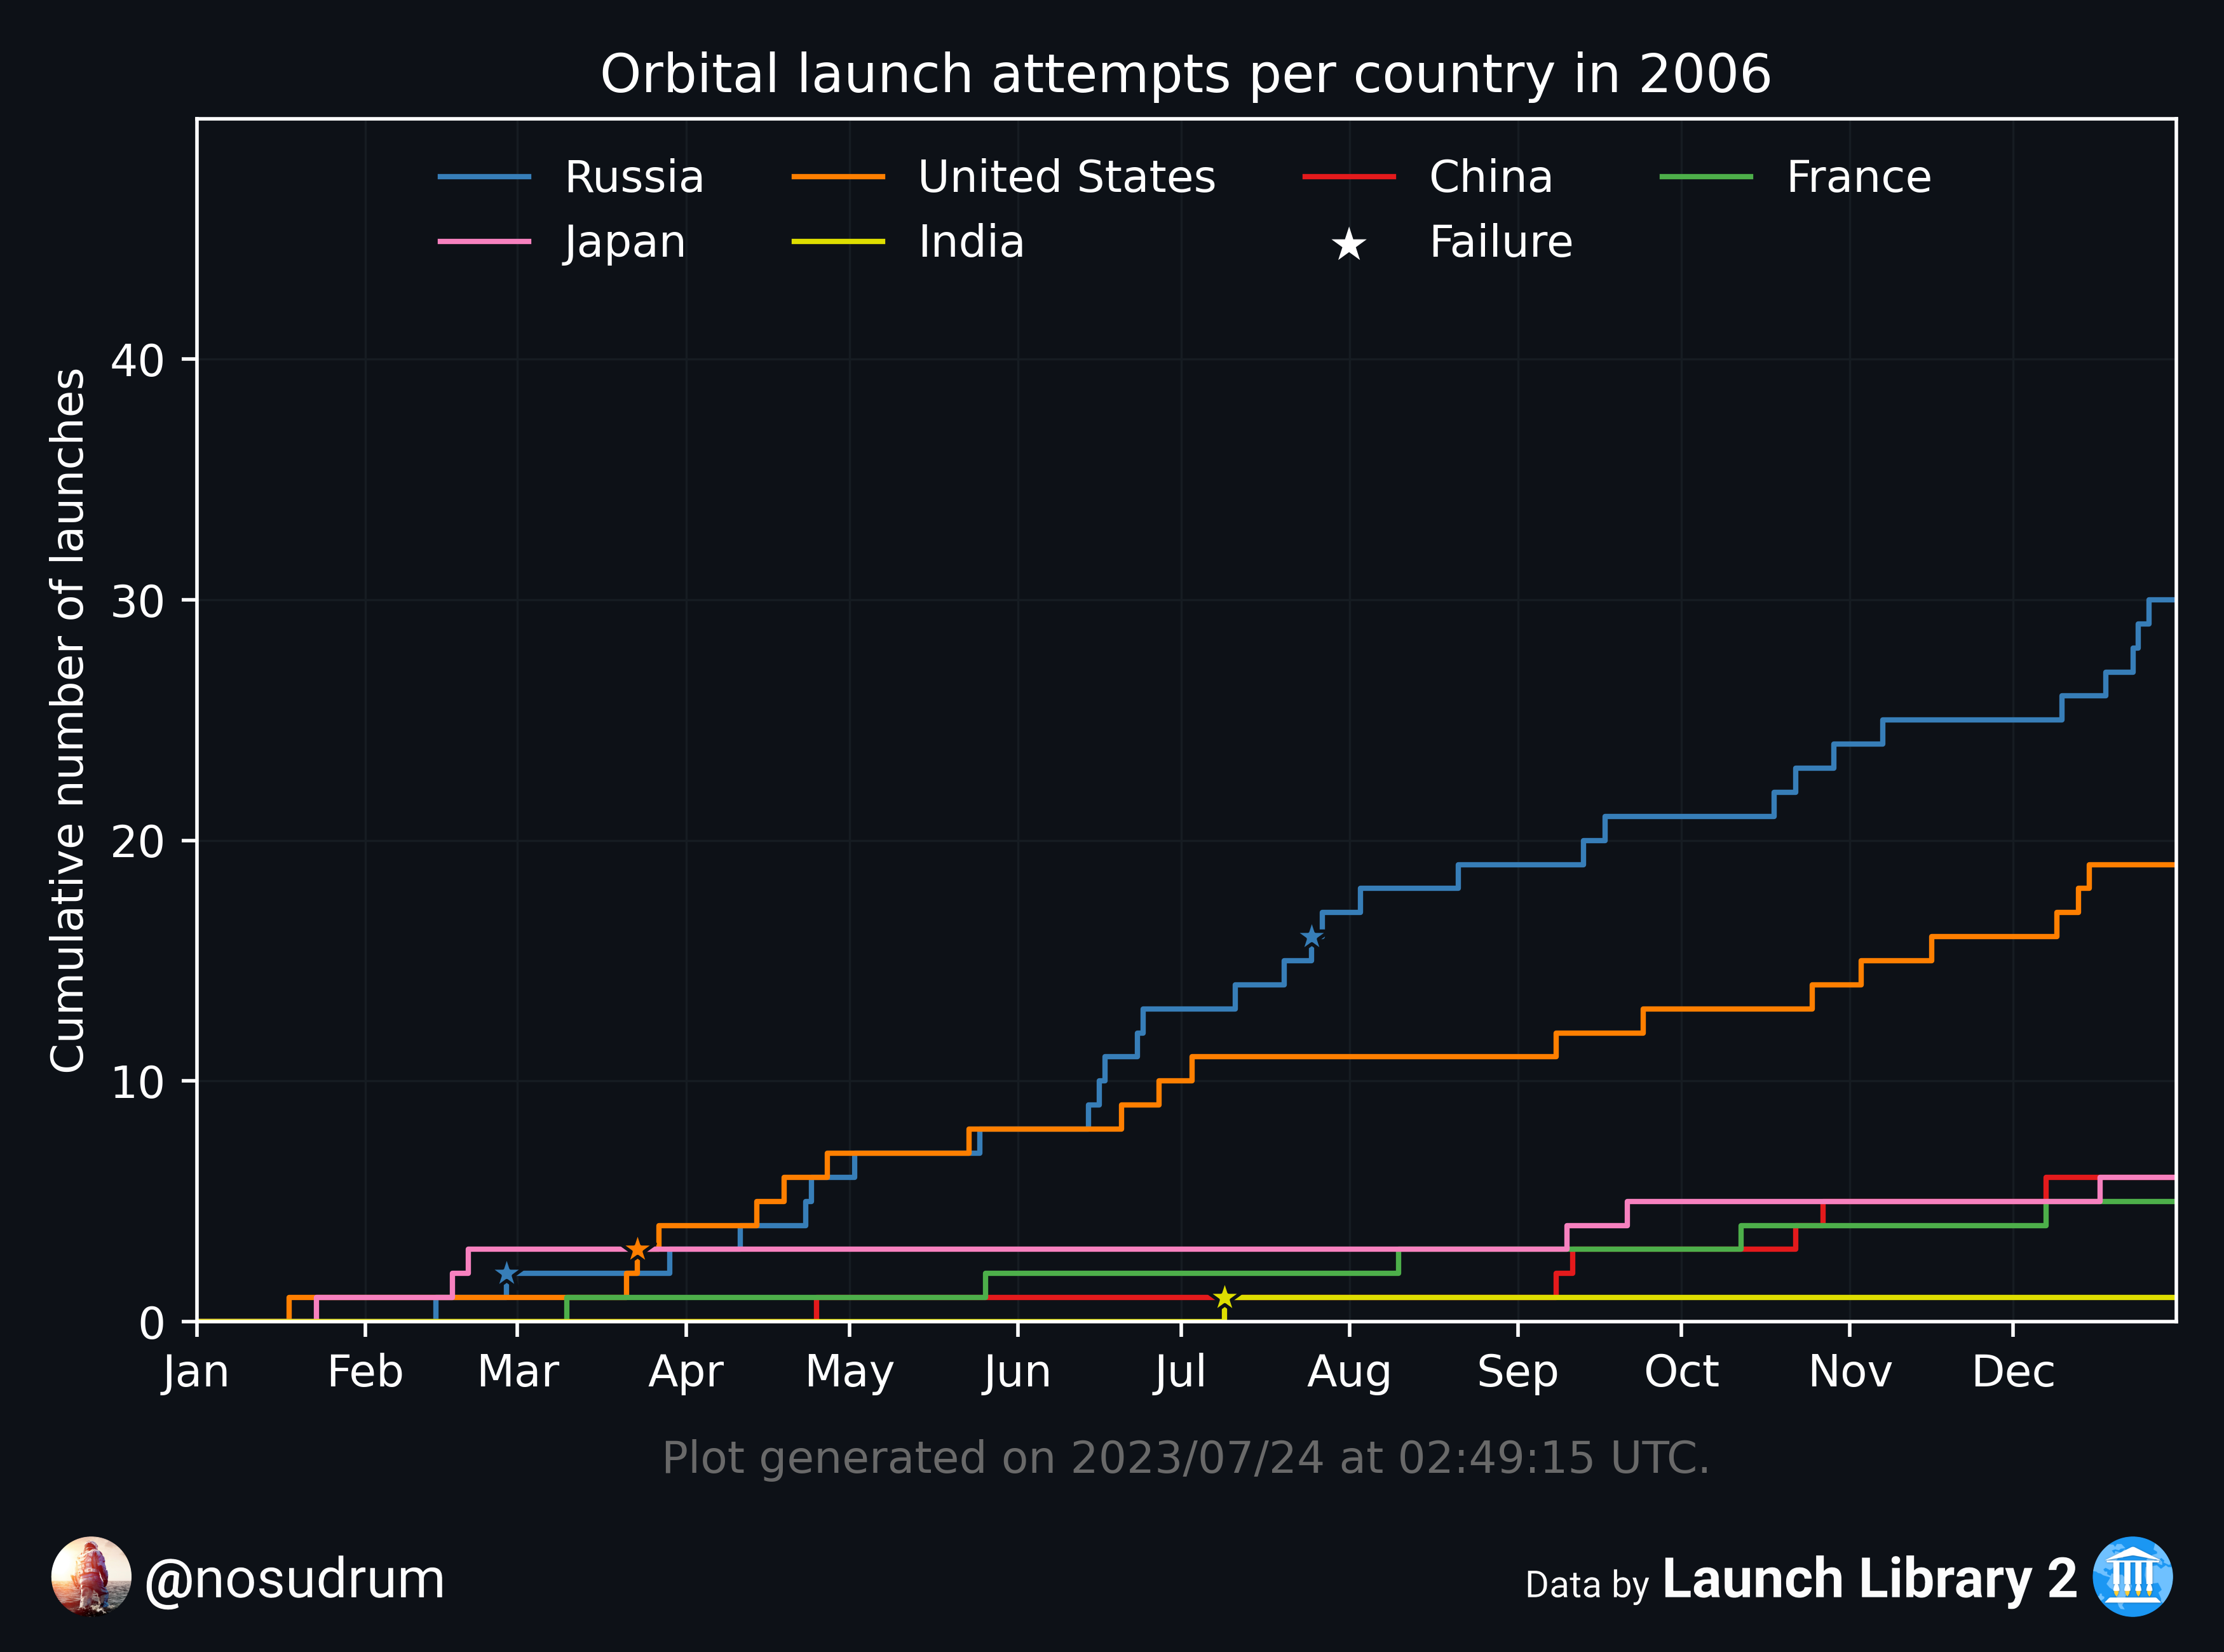 Orbital launch attempts per country in 2006
Russia United States China France
Japan India Failure
Cumulative number of launches
40
30
20
10
0
Jan Feb Mar Apr May Jun Jul Aug Sep Oct Nov Dec
Plot generated on 2023/07/24 at 02:49:15 UTC.
@nosudrum
Data by Launch Library 2